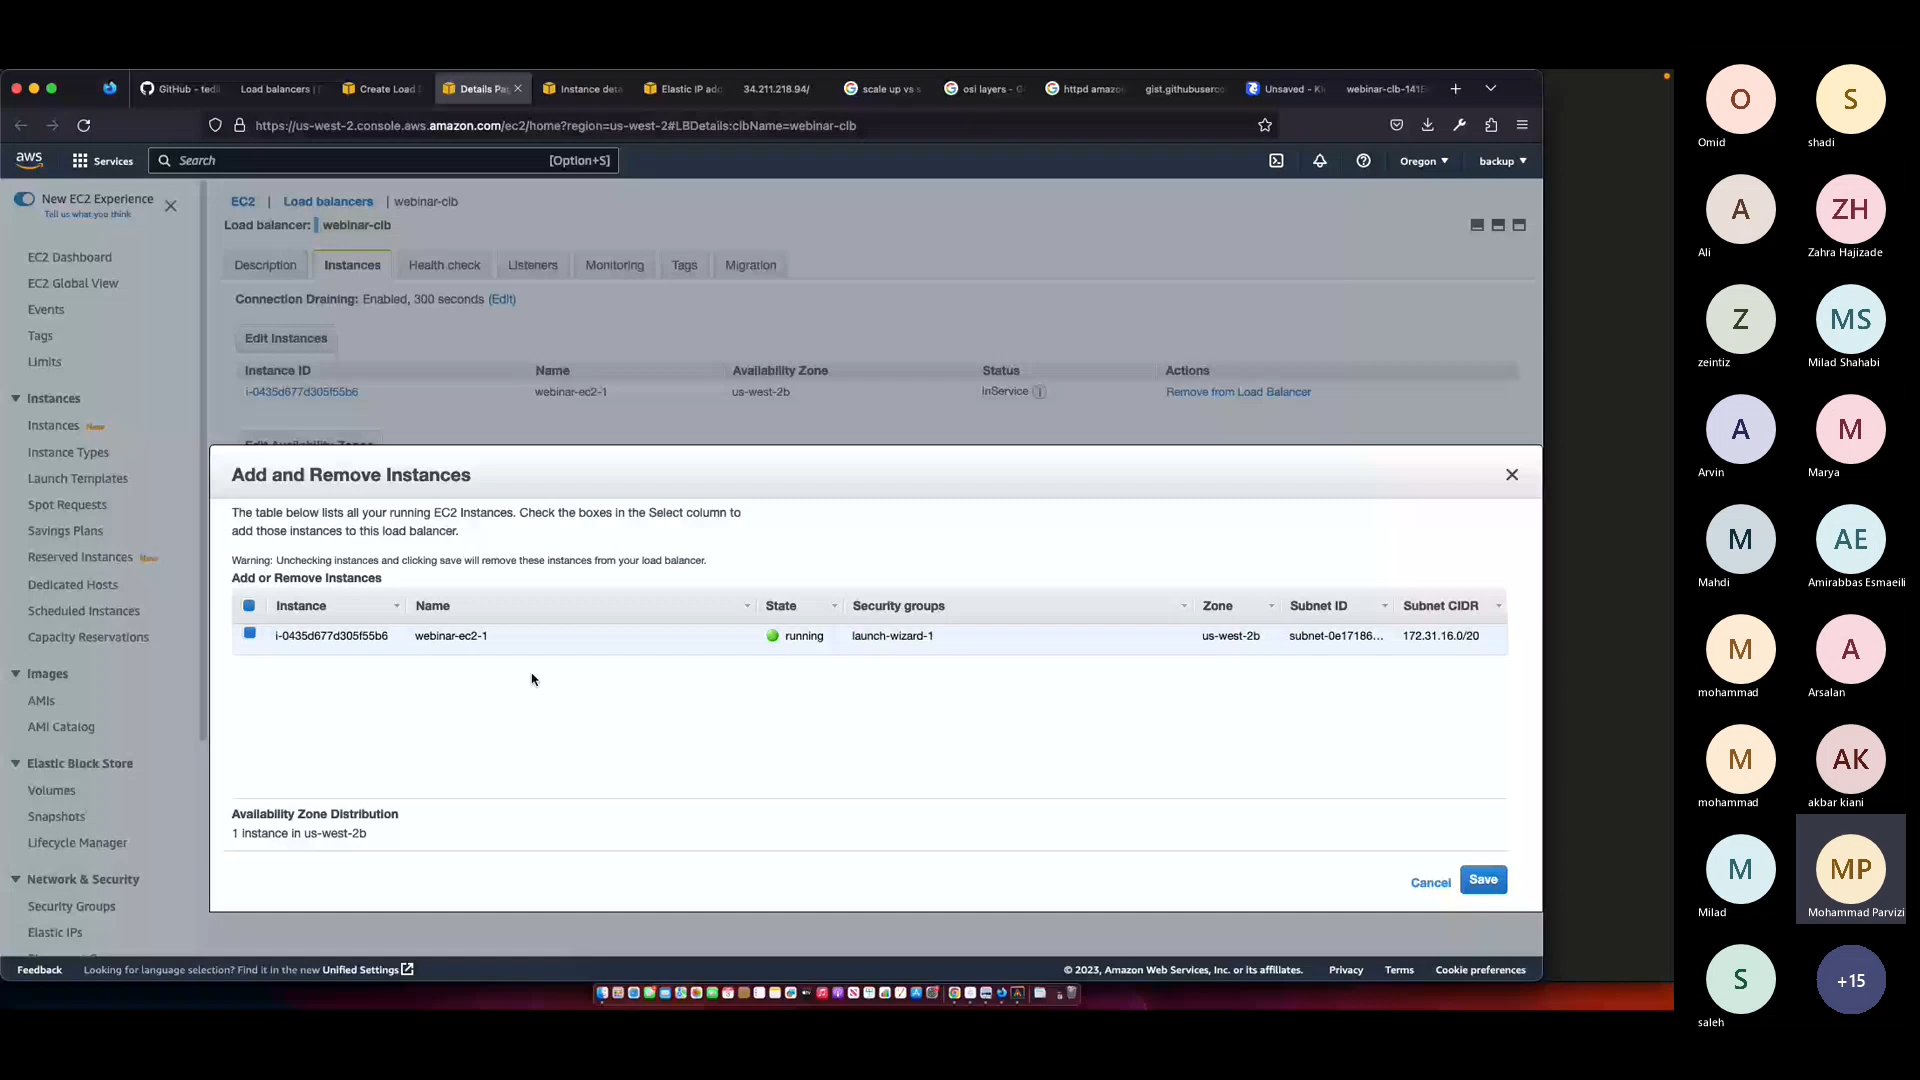 GitHub - tedi
Load balancers |
Create Load
Details Pa
Instance deta
Elastic IP add
34.211.218.94/
scale up vs s
osi layers - G
httpd amazo
gist.githubuserco
Unsaved - Kl
webinar-clb-1415
https://us-west-2.console.aws.amazon.com/ec2/home?region=us-west-2#LBDetails:clbName=webinar-clb
aws
Services
Search
[Option+S]
Oregon
backup
New EC2 Experience
Tell us what you think
EC2 Dashboard
EC2 Global View
Events
Tags
Limits
Instances
Instances New
Instance Types
Launch Templates
Spot Requests
Savings Plans
Reserved Instances New
Dedicated Hosts
Scheduled Instances
Capacity Reservations
Images
AMIs
AMI Catalog
Elastic Block Store
Volumes
Snapshots
Lifecycle Manager
Network & Security
Security Groups
Elastic IPs
EC2 | Load balancers | webinar-clb
Load balancer: webinar-clb
Description
Instances
Health check
Listeners
Monitoring
Tags
Migration
Connection Draining: Enabled, 300 seconds (Edit)
Edit Instances
Instance ID Name Availability Zone Status Actions
i-0435d677d305f55b6 webinar-ec2-1 us-west-2b InService i Remove from Load Balancer
Edit Availability Zones
Add and Remove Instances
The table below lists all your running EC2 Instances. Check the boxes in the Select column to
add those instances to this load balancer.
Warning: Unchecking instances and clicking save will remove these instances from your load balancer.
Add or Remove Instances
Instance Name State Security groups Zone Subnet ID Subnet CIDR
i-0435d677d305f55b6 webinar-ec2-1 running launch-wizard-1 us-west-2b subnet-0e17186... 172.31.16.0/20
Availability Zone Distribution
1 instance in us-west-2b
Cancel
Save
Feedback
Looking for language selection? Find it in the new Unified Settings
© 2023, Amazon Web Services, Inc. or its affiliates.
Privacy
Terms
Cookie preferences
O
Omid
S
shadi
A
Ali
ZH
Zahra Hajizade
Z
zeintiz
MS
Milad Shahabi
A
Arvin
M
Marya
M
Mahdi
AE
Amirabbas Esmaeili
M
mohammad
A
Arsalan
M
mohammad
AK
akbar kiani
M
Milad
MP
Mohammad Parvizi
S
saleh
+15